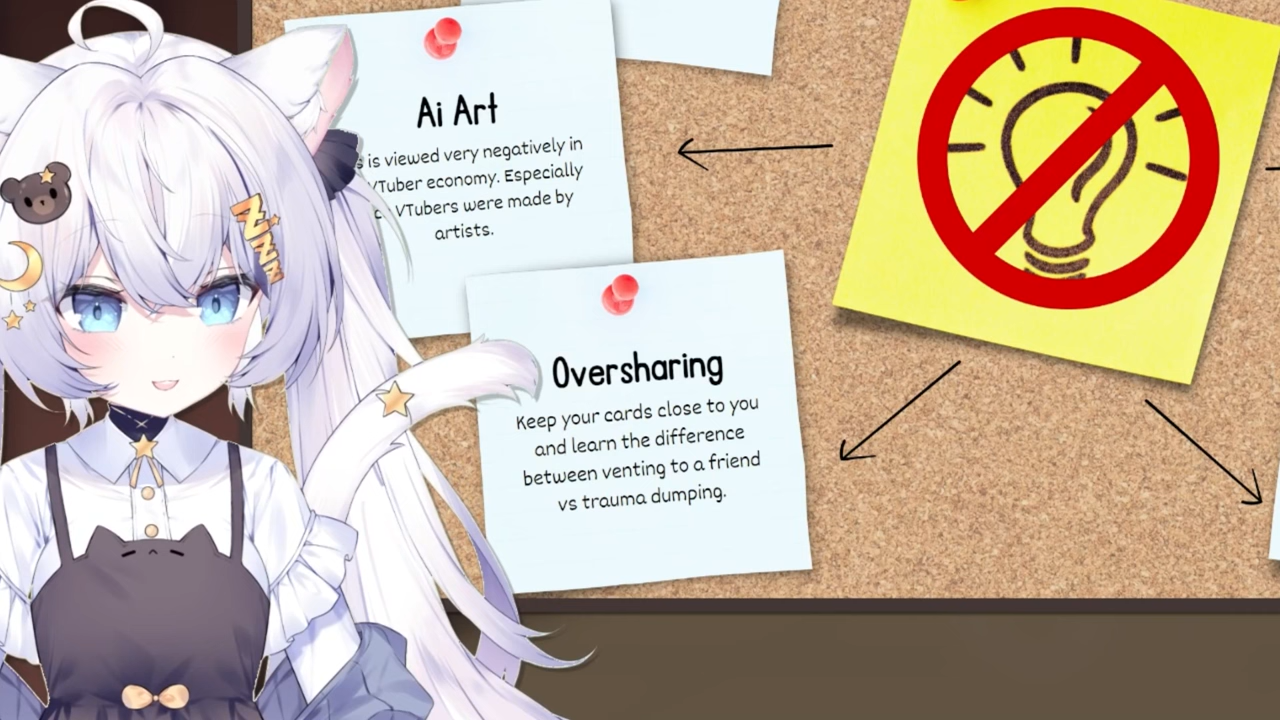 Ai Art
is viewed very negatively in
VTuber economy. Especially
VTubers were made by
artists.
Oversharing
Keep your cards close to you
and learn the difference
between venting to a friend
vs trauma dumping.
Z
Z
Z